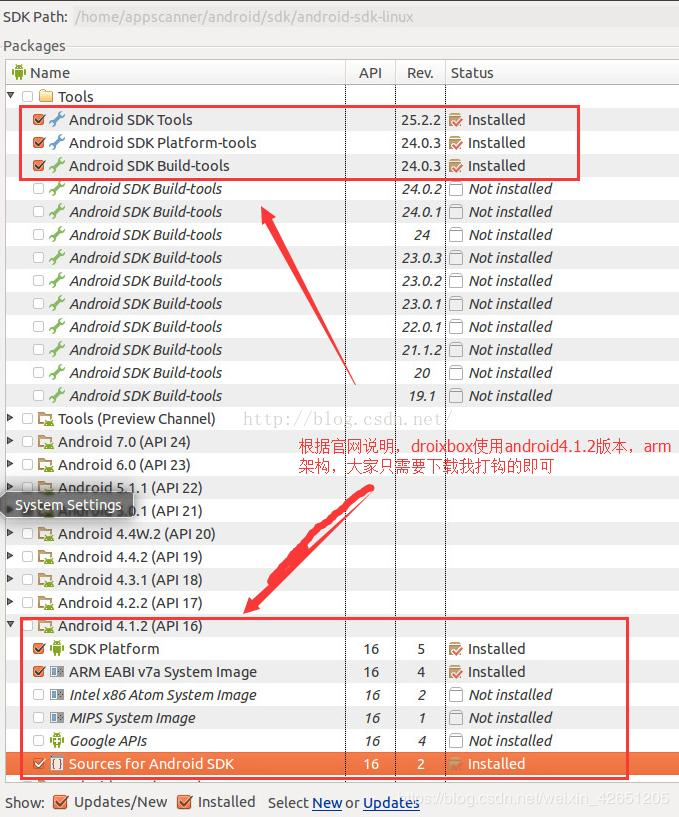 SDK Path: /home/appscanner/android/sdk/android-sdk-linux
Packages
Name API Rev. Status
Tools
Android SDK Tools 25.2.2 Installed
Android SDK Platform-tools 24.0.3 Installed
Android SDK Build-tools 24.0.3 Installed
Android SDK Build-tools 24.0.2 Not installed
Android SDK Build-tools 24.0.1 Not installed
Android SDK Build-tools 24 Not installed
Android SDK Build-tools 23.0.3 Not installed
Android SDK Build-tools 23.0.2 Not installed
Android SDK Build-tools 23.0.1 Not installed
Android SDK Build-tools 22.0.1 Not installed
Android SDK Build-tools 21.1.2 Not installed
Android SDK Build-tools 20 Not installed
Android SDK Build-tools 19.1 Not installed
Tools (Preview Channel)
http://blog.csdn.net/
Android 7.0 (API 24)
根据官网说明，droixbox使用android4.1.2版本，arm
架构，大家只需要下载我打钩的即可
Android 6.0 (API 23)
Android 5.1.1 (API 22)
System Settings
5.0.1 (API 21)
Android 4.4W.2 (API 20)
Android 4.4.2 (API 19)
Android 4.3.1 (API 18)
Android 4.2.2 (API 17)
Android 4.1.2 (API 16)
SDK Platform 16 5 Installed
ARM EABI v7a System Image 16 4 Installed
Intel x86 Atom System Image 16 2 Not installed
MIPS System Image 16 1 Not installed
Google APIs 16 4 Not installed
Sources for Android SDK 16 2 Installed
Show: Updates/New Installed Select New or Updates
https://blog.csdn.net/weixin_42651205